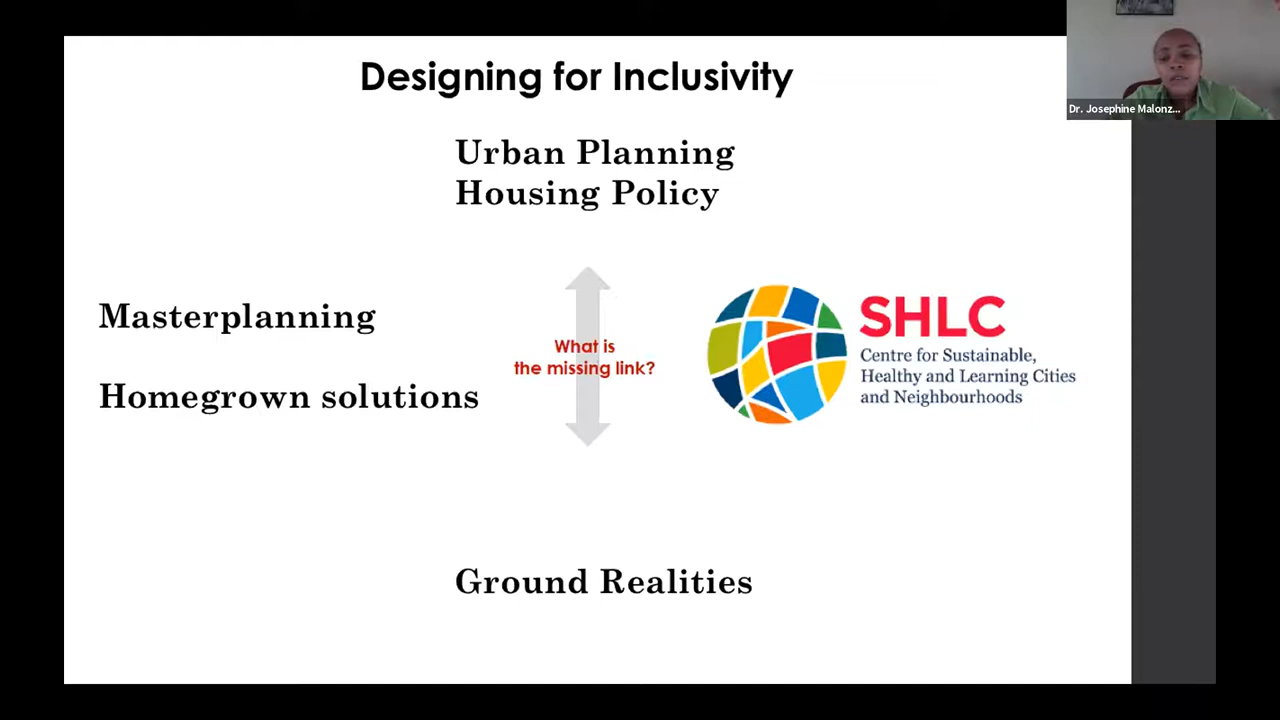 Designing for Inclusivity
Dr. Josephine Malonz...
Urban Planning
Housing Policy
Masterplanning
Homegrown solutions
What is
the missing link?
SHLC
Centre for Sustainable,
Healthy and Learning Cities
and Neighbourhoods
Ground Realities